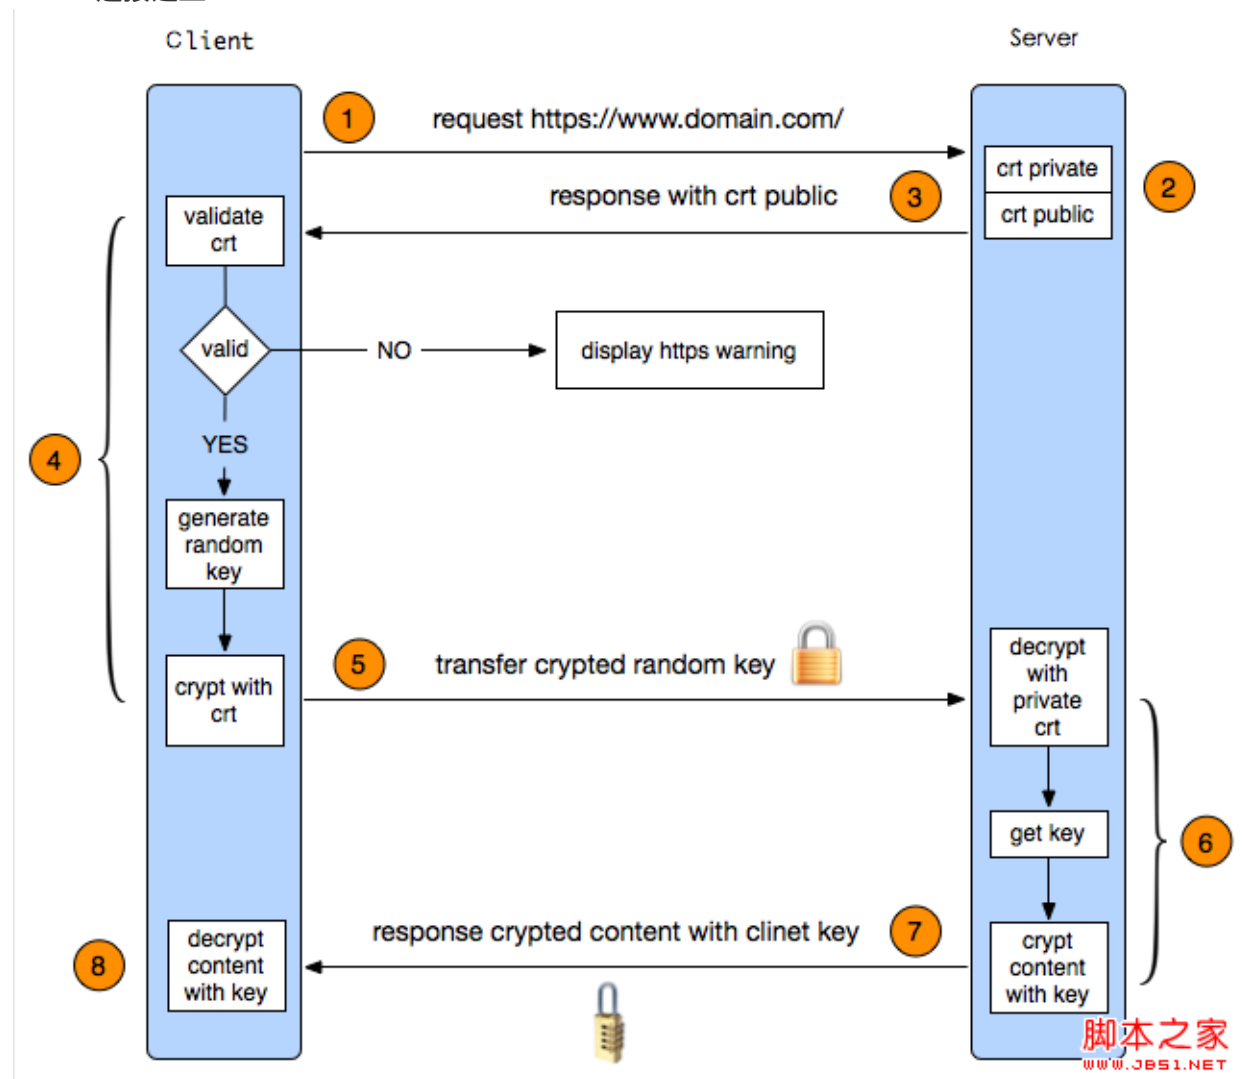 Client
Server
1
request https://www.domain.com/
crt private
2
response with crt public
3
crt public
validate
crt
valid
NO
display https warning
YES
4
generate
random
key
5
transfer crypted random key
crypt with
crt
decrypt
with
private
crt
get key
6
response crypted content with clinet key
7
8
decrypt
content
with key
crypt
content
with key
脚本之家
WWW.JB51.NET